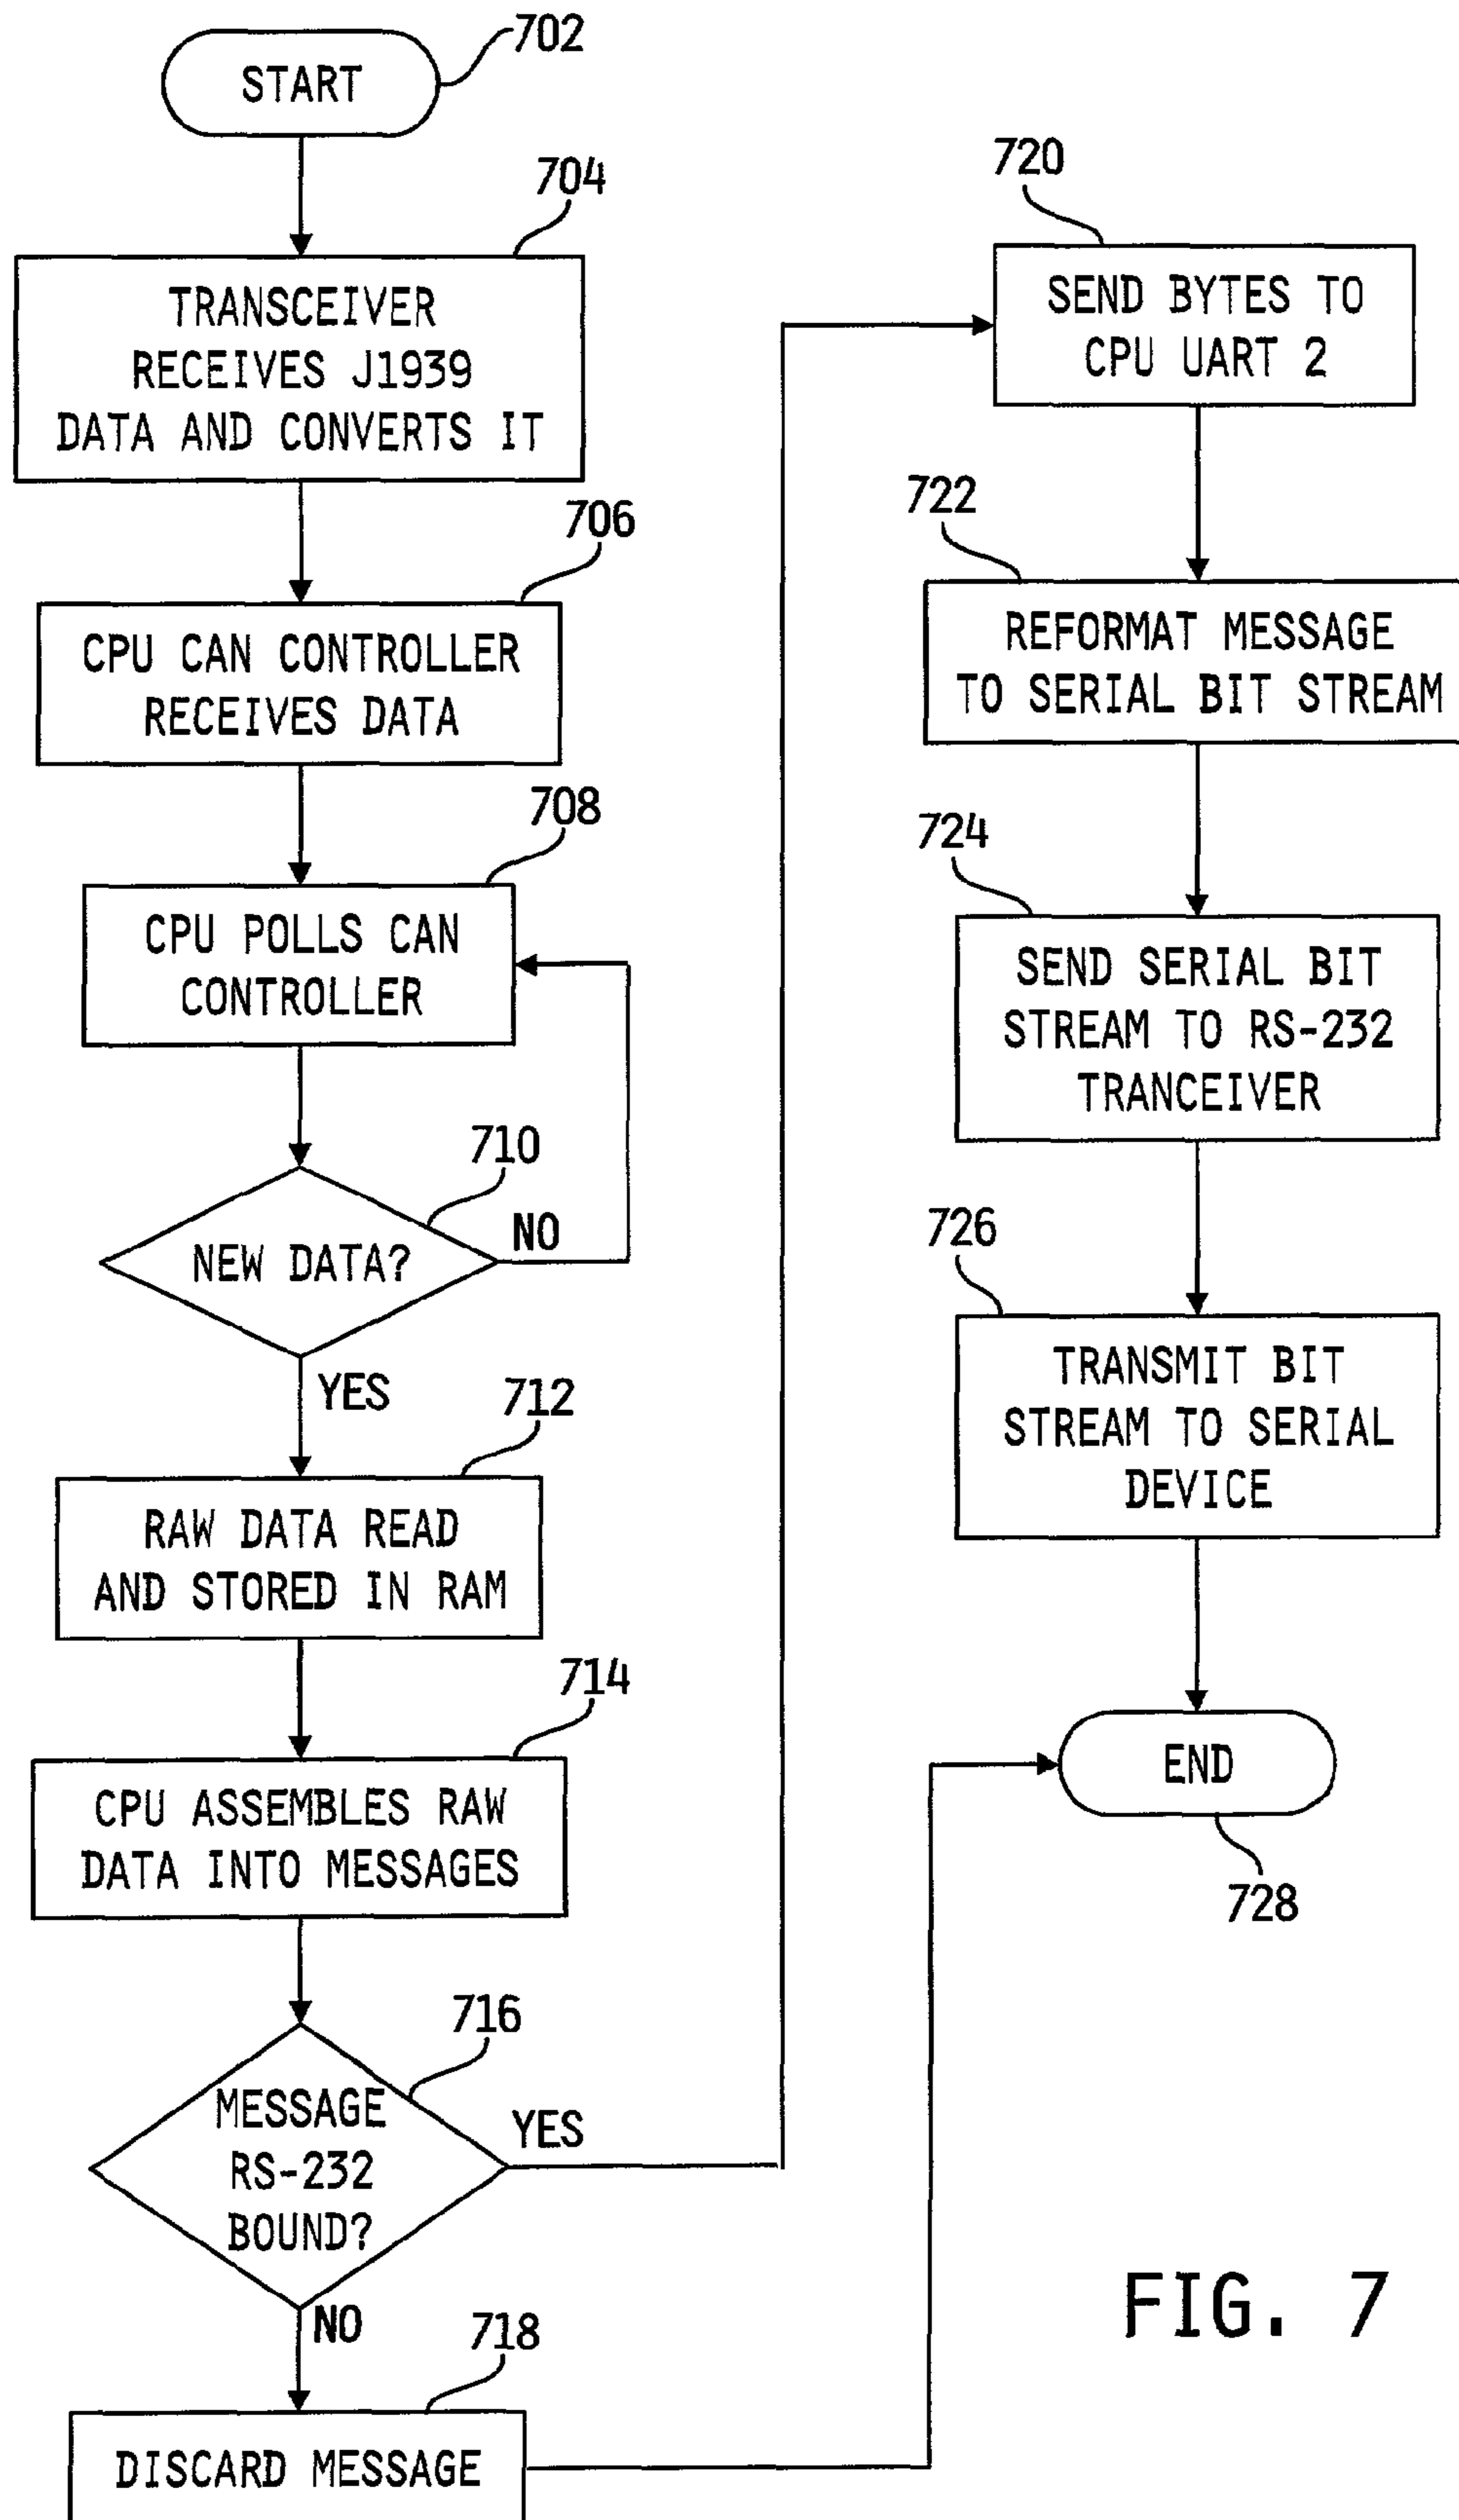 702
START
704
TRANSCEIVER
RECEIVES J1939
DATA AND CONVERTS IT
706
CPU CAN CONTROLLER
RECEIVES DATA
708
CPU POLLS CAN
CONTROLLER
710
NEW DATA?
NO
YES
712
RAW DATA READ
AND STORED IN RAM
714
CPU ASSEMBLES RAW
DATA INTO MESSAGES
716
MESSAGE
RS-232
BOUND?
YES
NO
718
DISCARD MESSAGE
720
SEND BYTES TO
CPU UART 2
722
REFORMAT MESSAGE
TO SERIAL BIT STREAM
724
SEND SERIAL BIT
STREAM TO RS-232
TRANCEIVER
726
TRANSMIT BIT
STREAM TO SERIAL
DEVICE
END
728
FIG. 7